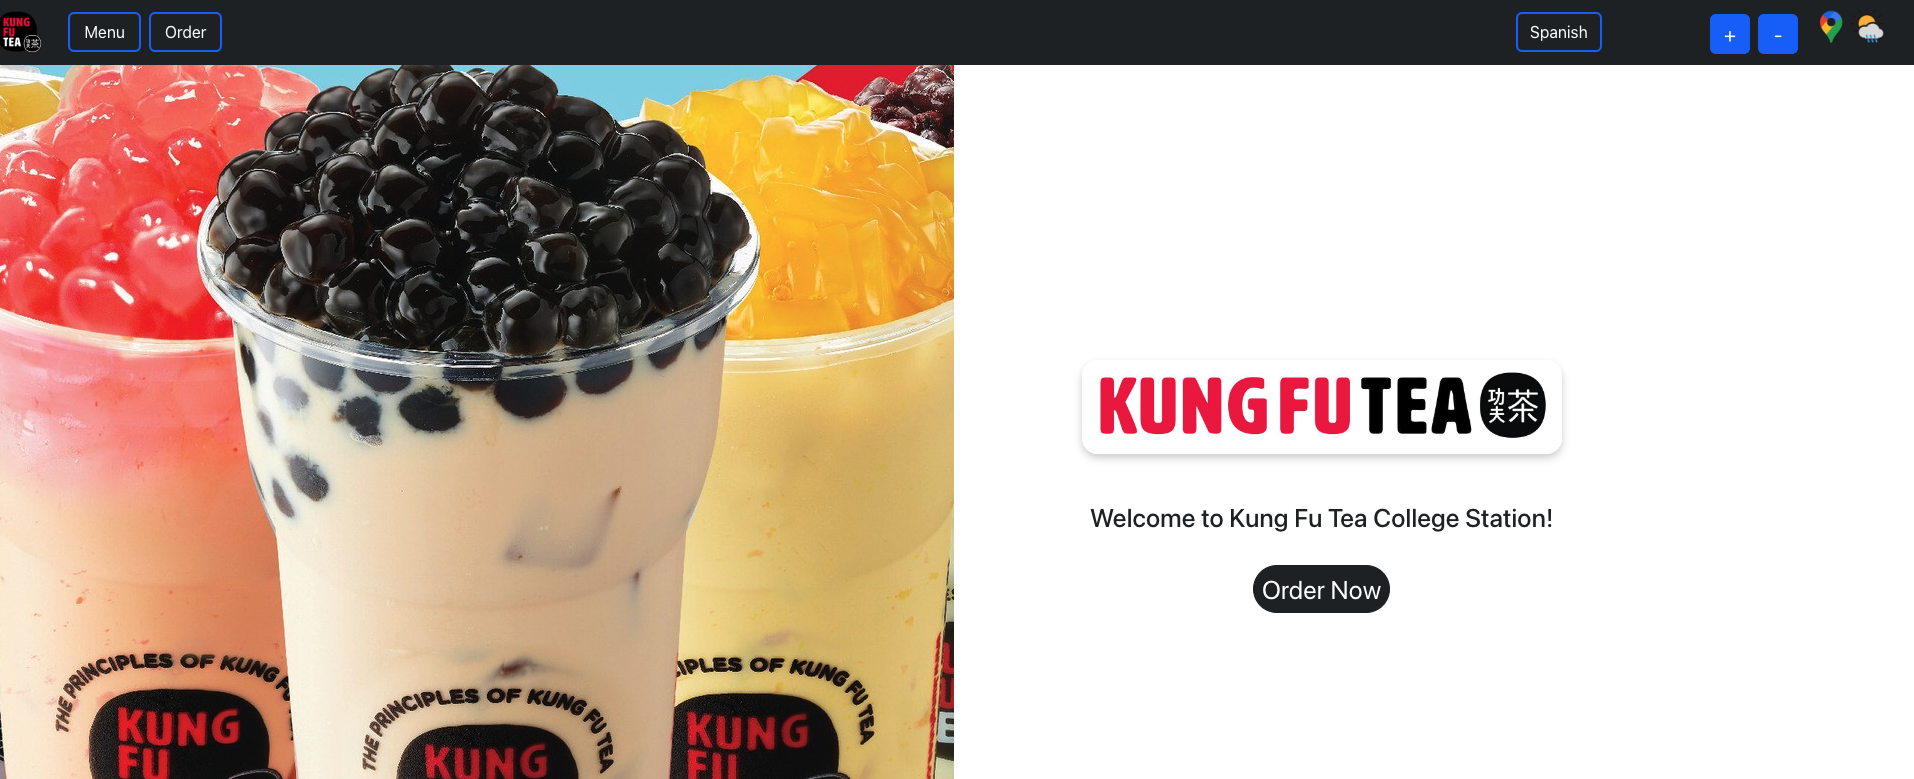 KUNG
FU
TEA 功夫茶
Menu
Order
Spanish
+
-
THE PRINCIPLES OF KUNG FU
KUNG
FU
THE PRINCIPLES OF KUNG FU TEA
KUNG
CIPLES OF KUNG FU TEA
KUNG
FU
KUNG FU TEA 功夫茶
Welcome to Kung Fu Tea College Station!
Order Now